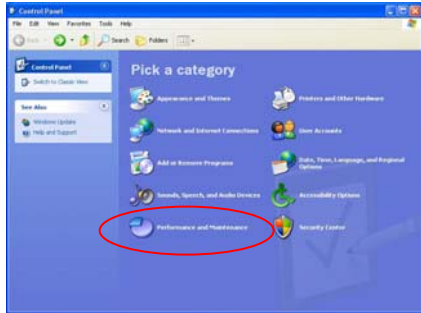 Control Panel
File Edit View Favorites Tools Help
Back Search Folders
Control Panel
Switch to Classic View
See Also
Windows Update
Help and Support
Pick a category
Appearance and Themes
Printers and Other Hardware
Network and Internet Connections
User Accounts
Add or Remove Programs
Date, Time, Language, and Regional
Options
Sounds, Speech, and Audio Devices
Accessibility Options
Performance and Maintenance
Security Center